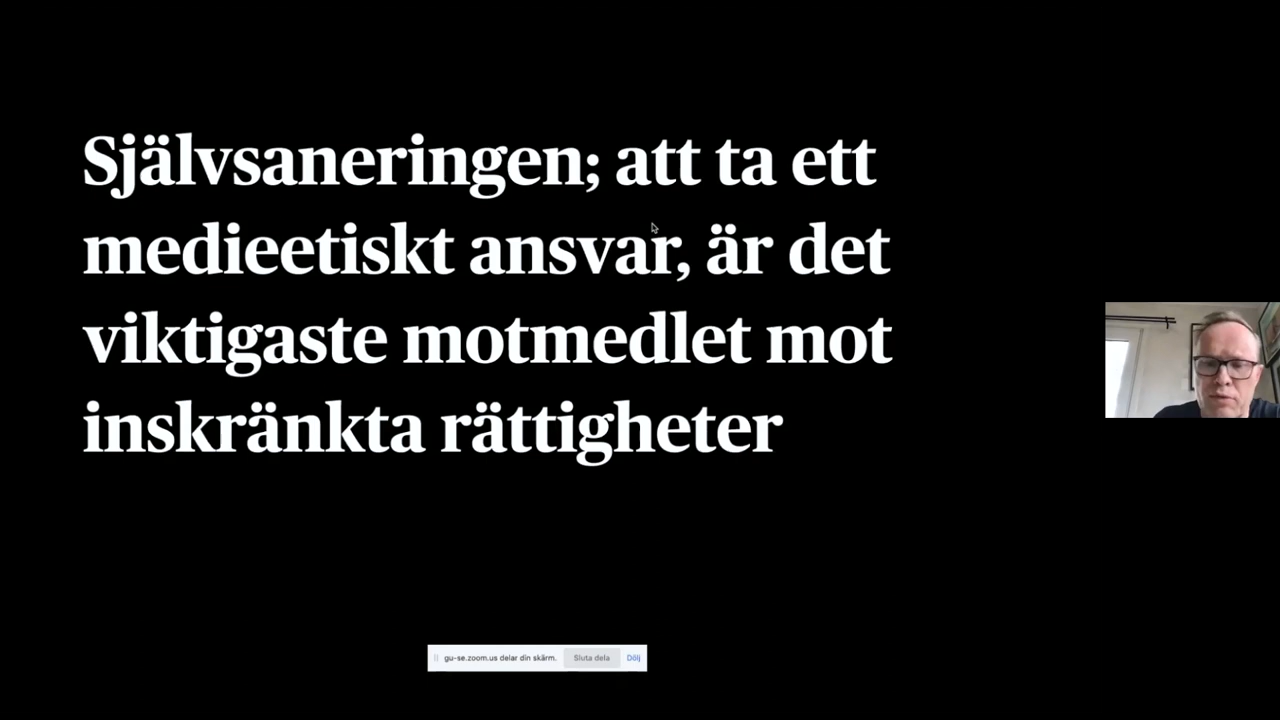 Självsaneringen; att ta ett
medieetiskt ansvar, är det
viktigaste motmedlet mot
inskränkta rättigheter
gu-se.zoom.us delar din skärm. Sluta dela Dölj